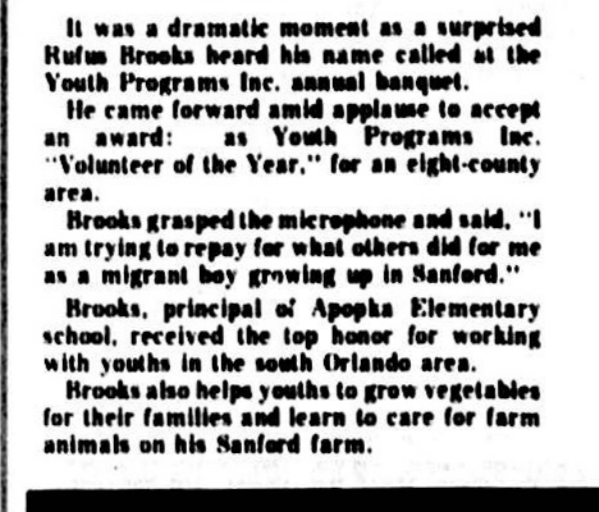 It was a dramatic moment as a surprised
Rufus Brooks heard his name called at the
Youth Programs Inc. annual banquet.
He came forward amid applause to accept
an award: as Youth Programs Inc.
"Volunteer of the Year," for an eight-county
area.
Brooks grasped the microphone and said, "I
am trying to repay for what others did for me
as a migrant boy growing up in Sanford."
Brooks, principal of Apopka Elementary
school, received the top honor for working
with youths in the south Orlando area.
Brooks also helps youths to grow vegetables
for their families and learn to care for farm
animals on his Sanford farm.